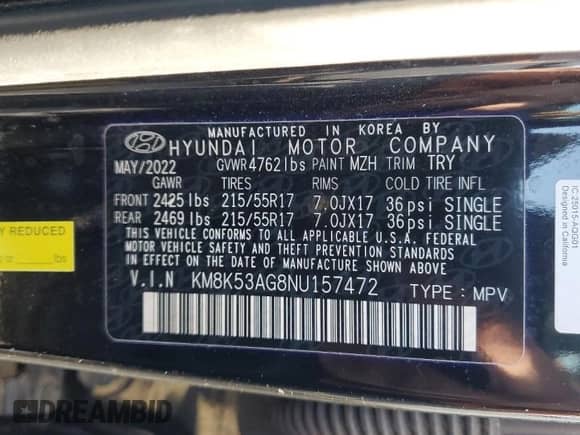 MANUFACTURED IN KOREA BY
HYUNDAI MOTOR COMPANY
MAY/2022 GVWR 4762 lbs PAINT MZH TRIM TRY
GAWR TIRES RIMS COLD TIRE INFL
FRONT 2425 lbs 215/55R17 7.0JX17 36psi SINGLE
REAR 2469 lbs 215/55R17 7.0JX17 36psi SINGLE
THIS VEHICLE CONFORMS TO ALL APPLICABLE U.S.A. FEDERAL
MOTOR VEHICLE SAFETY AND THEFT PREVENTION STANDARDS
IN EFFECT ON THE DATE OF MANUFACTURE SHOWN ABOVE.
V.I.N KM8K53AG8NU157472 TYPE : MPV
Y REDUCED
lbs
Designed in California
DREAMBID